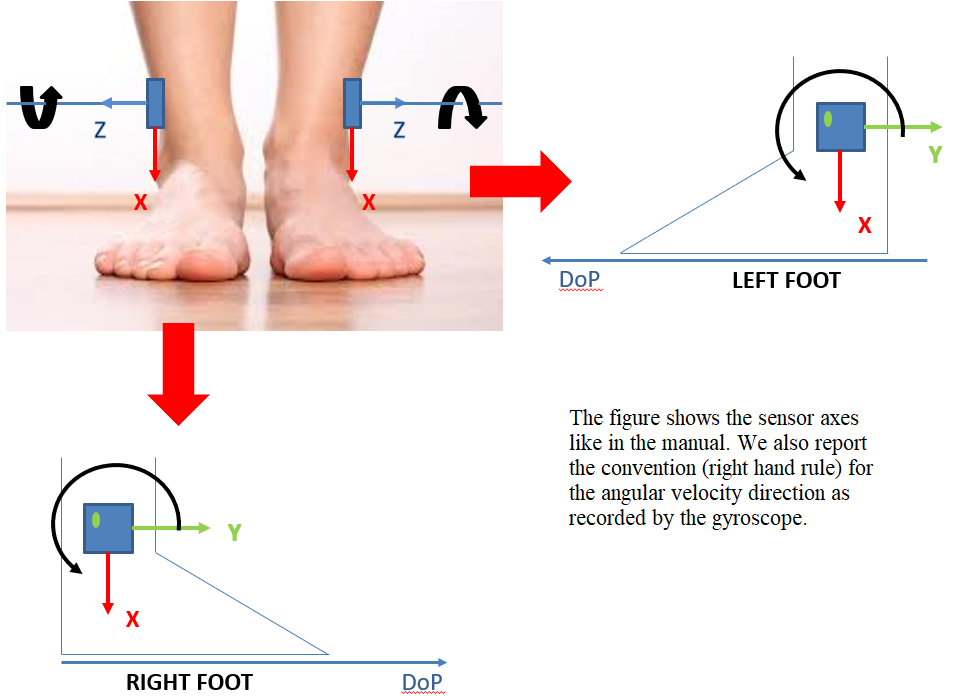 Z
X
Z
X
Y
X
DoP
LEFT FOOT
The figure shows the sensor axes
like in the manual. We also report
the convention (right hand rule) for
the angular velocity direction as
recorded by the gyroscope.
Y
X
RIGHT FOOT
DoP